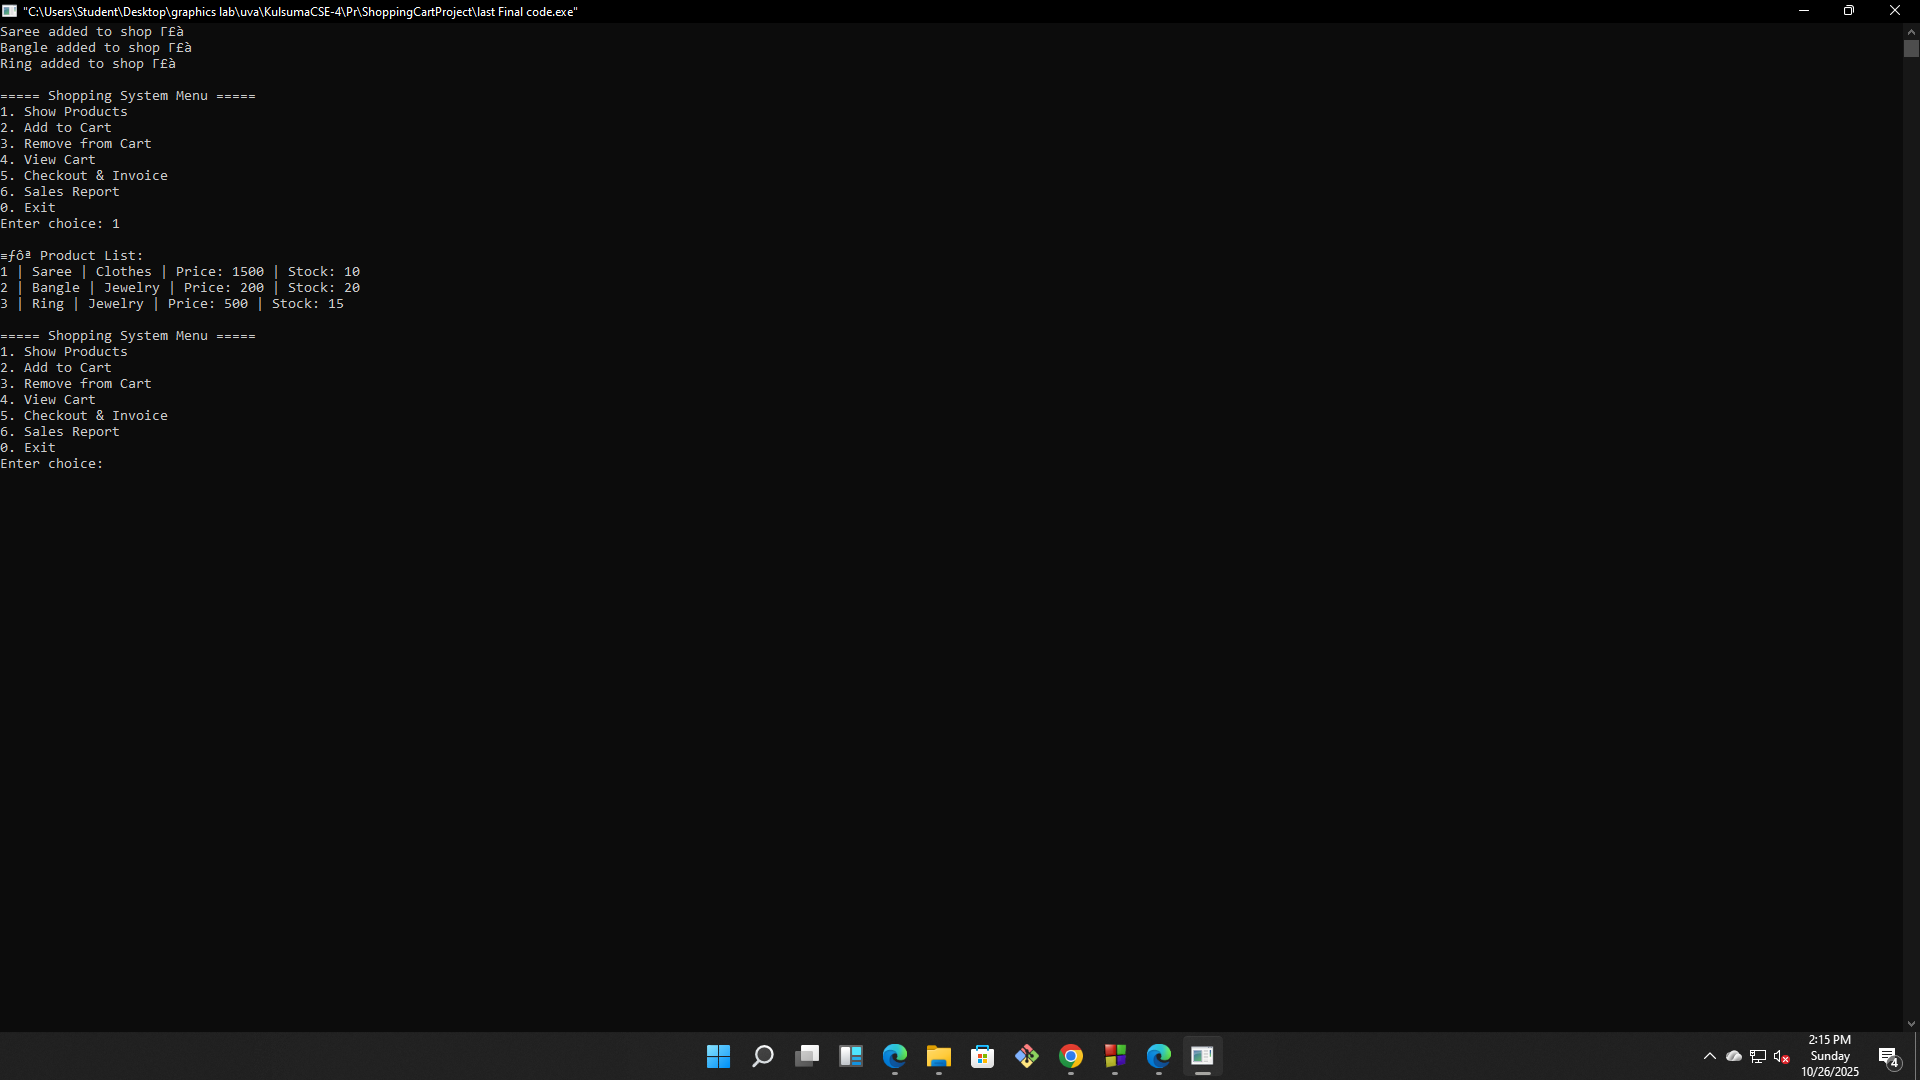 "C:\Users\Student\Desktop\graphics lab\uva\KulsumaCSE-4\Pr\ShoppingCartProject\last Final code.exe"
Saree added to shop Γ£à
Bangle added to shop Γ£à
Ring added to shop Γ£à
===== Shopping System Menu =====
1. Show Products
2. Add to Cart
3. Remove from Cart
4. View Cart
5. Checkout & Invoice
6. Sales Report
0. Exit
Enter choice: 1
≡ƒôª Product List:
1 | Saree | Clothes | Price: 1500 | Stock: 10
2 | Bangle | Jewelry | Price: 200 | Stock: 20
3 | Ring | Jewelry | Price: 500 | Stock: 15
===== Shopping System Menu =====
1. Show Products
2. Add to Cart
3. Remove from Cart
4. View Cart
5. Checkout & Invoice
6. Sales Report
0. Exit
Enter choice:
2:15 PM
Sunday
10/26/2025
4